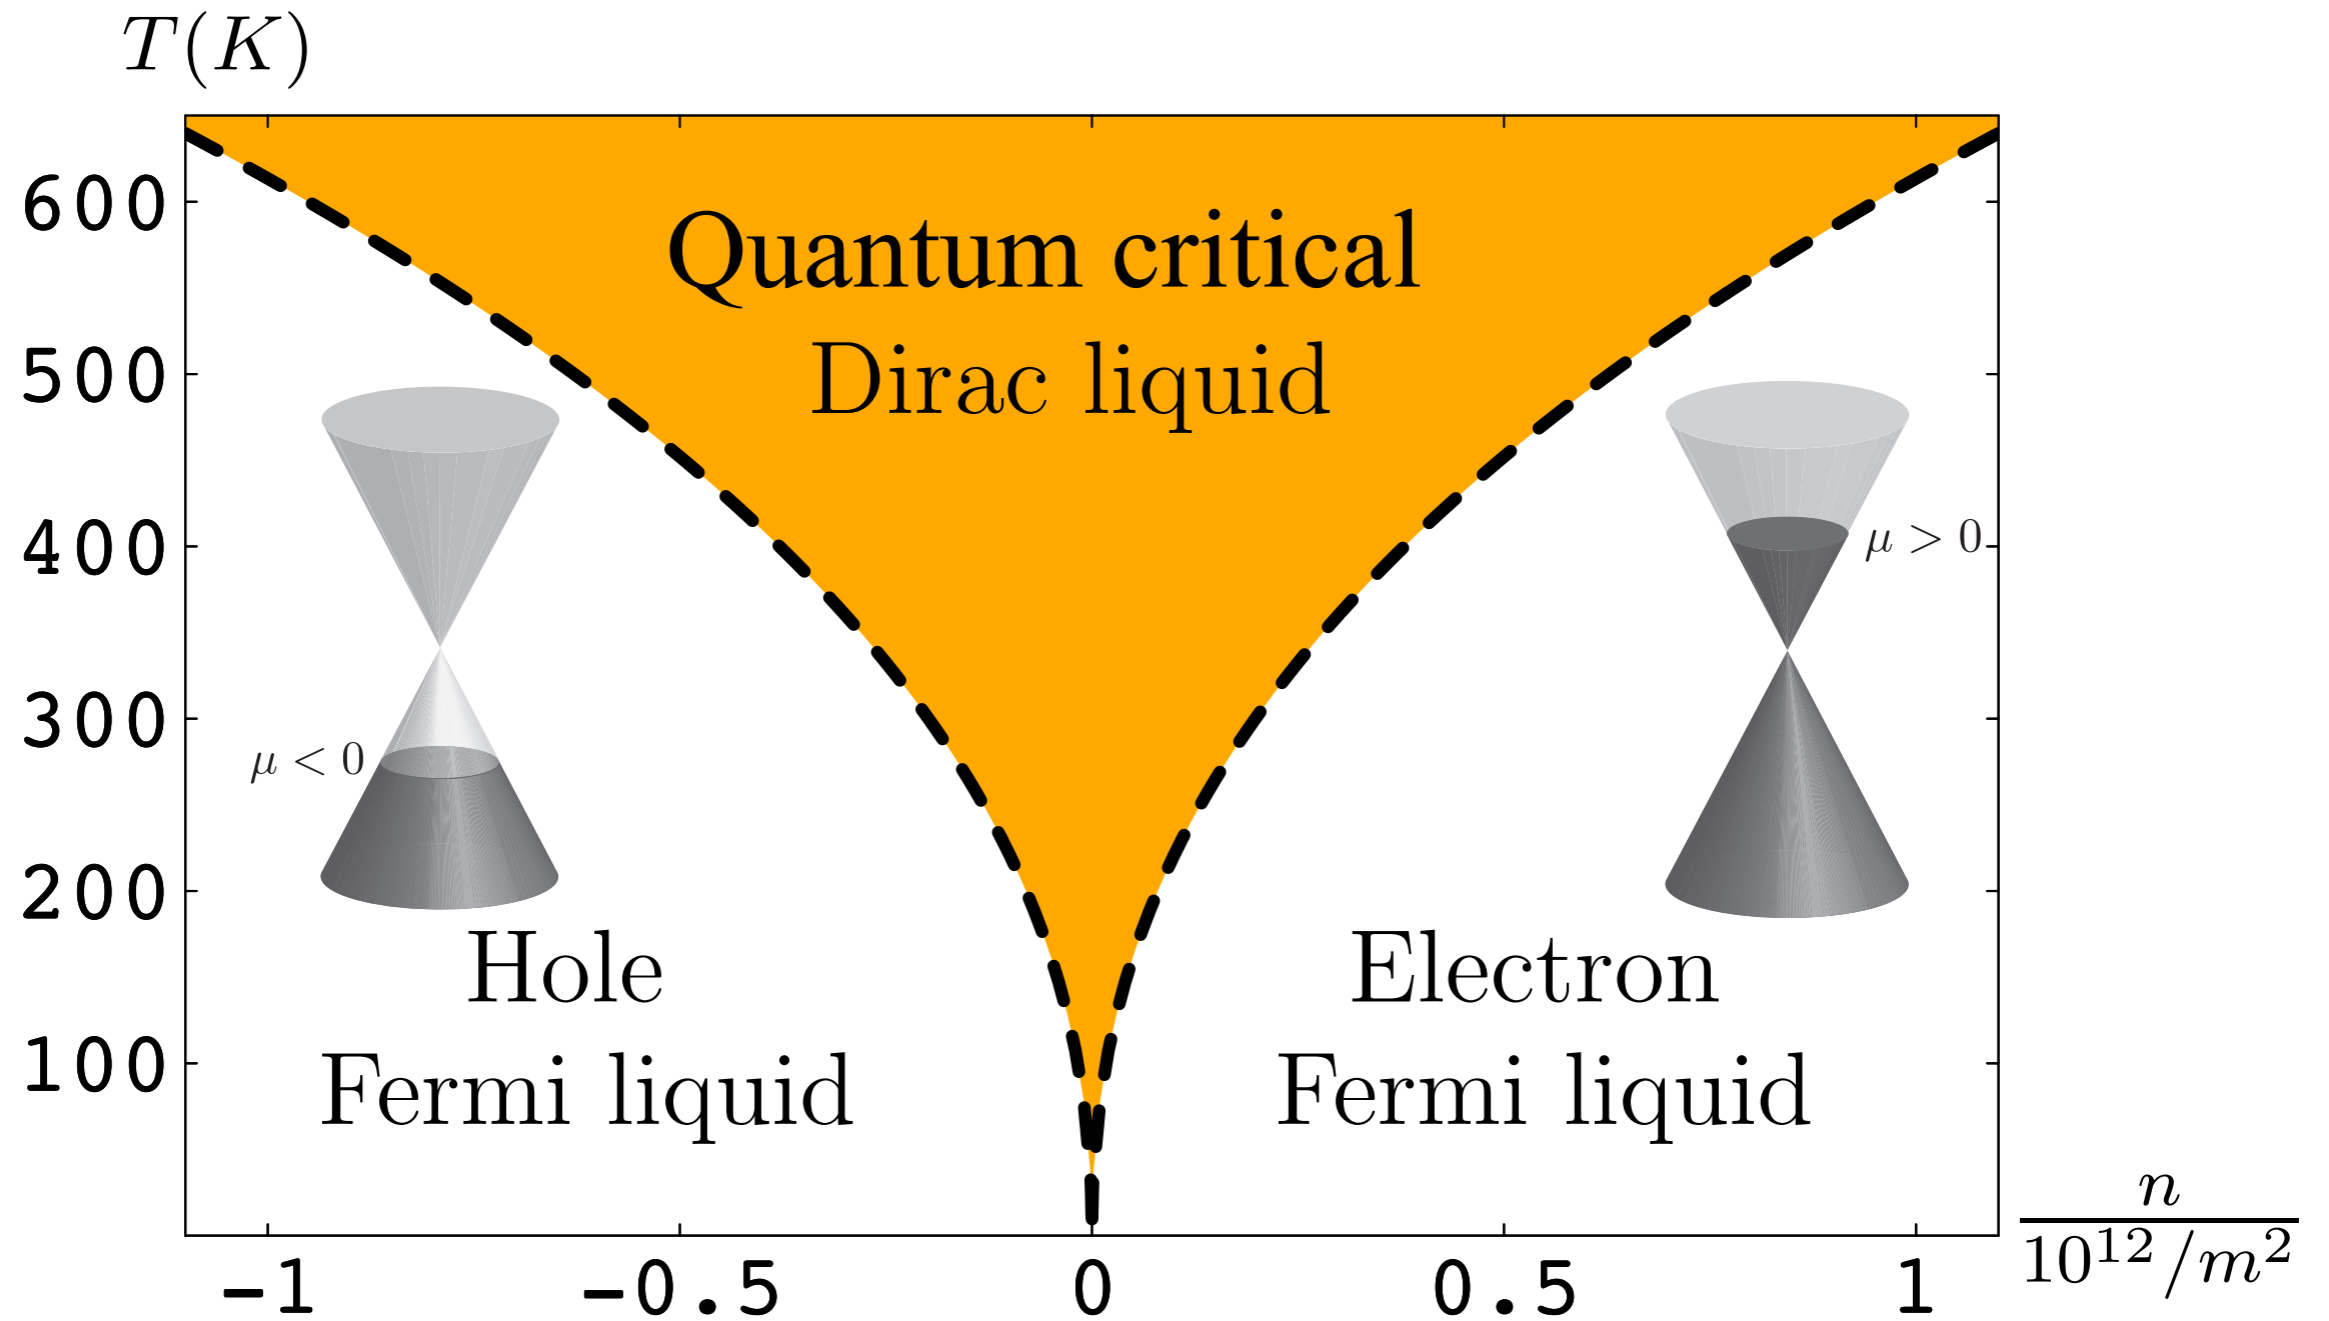 T(K)
600
500
400
300
200
100
Quantum critical
Dirac liquid
μ < 0
μ > 0
Hole
Fermi liquid
Electron
Fermi liquid
−1
−0.5
0
0.5
1
n
10^12/m^2